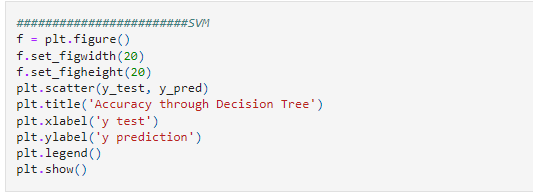 ########################SVM
f = plt.figure()
f.set_figwidth(20)
f.set_figheight(20)
plt.scatter(y_test, y_pred)
plt.title('Accuracy through Decision Tree')
plt.xlabel('y test')
plt.ylabel('y prediction')
plt.legend()
plt.show()